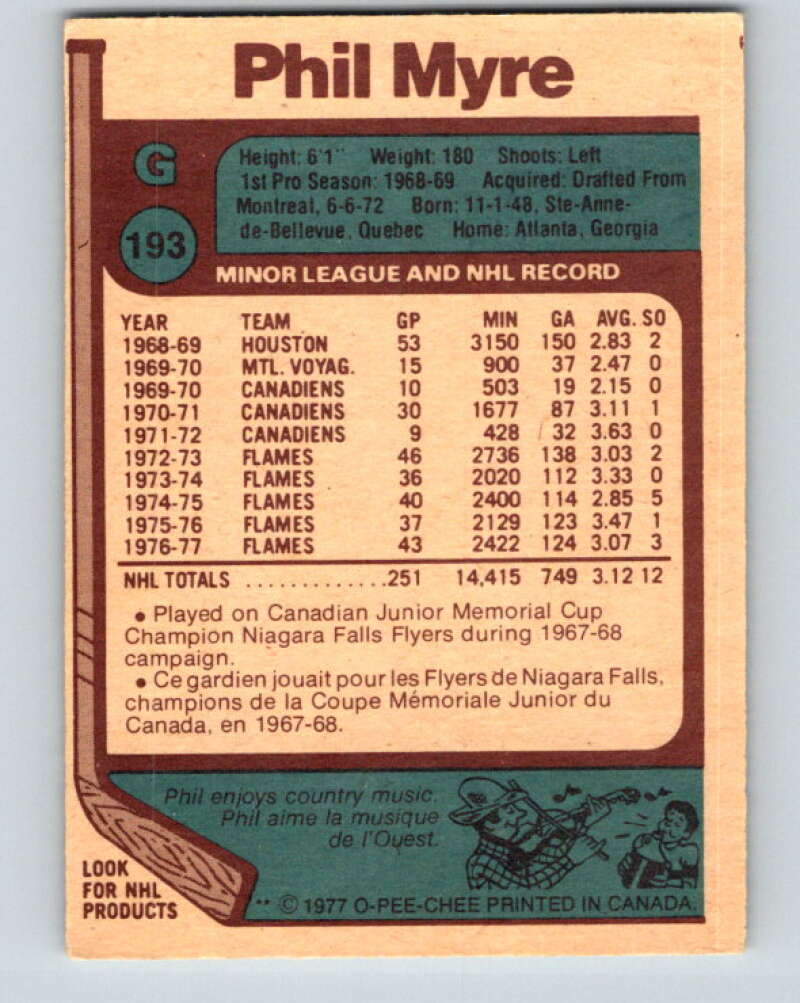 Phil Myre
G
193
Height: 6'1" Weight: 180 Shoots: Left
1st Pro Season: 1968-69 Acquired: Drafted From
Montreal, 6-6-72 Born: 11-1-48, Ste-Anne-
de-Bellevue, Quebec Home: Atlanta, Georgia
MINOR LEAGUE AND NHL RECORD
YEAR TEAM GP MIN GA AVG. SO
1968-69 HOUSTON 53 3150 150 2.83 2
1969-70 MTL. VOYAG. 15 900 37 2.47 0
1969-70 CANADIENS 10 503 19 2.15 0
1970-71 CANADIENS 30 1677 87 3.11 1
1971-72 CANADIENS 9 428 32 3.63 0
1972-73 FLAMES 46 2736 138 3.03 2
1973-74 FLAMES 36 2020 112 3.33 0
1974-75 FLAMES 40 2400 114 2.85 5
1975-76 FLAMES 37 2129 123 3.47 1
1976-77 FLAMES 43 2422 124 3.07 3
NHL TOTALS .............251 14,415 749 3.12 12
• Played on Canadian Junior Memorial Cup
Champion Niagara Falls Flyers during 1967-68
campaign.
• Ce gardien jouait pour les Flyers de Niagara Falls,
champions de la Coupe Mémoriale Junior du
Canada, en 1967-68.
Phil enjoys country music.
Phil aime la musique
de l'Ouest.
LOOK
FOR NHL
PRODUCTS
** © 1977 O-PEE-CHEE PRINTED IN CANADA.